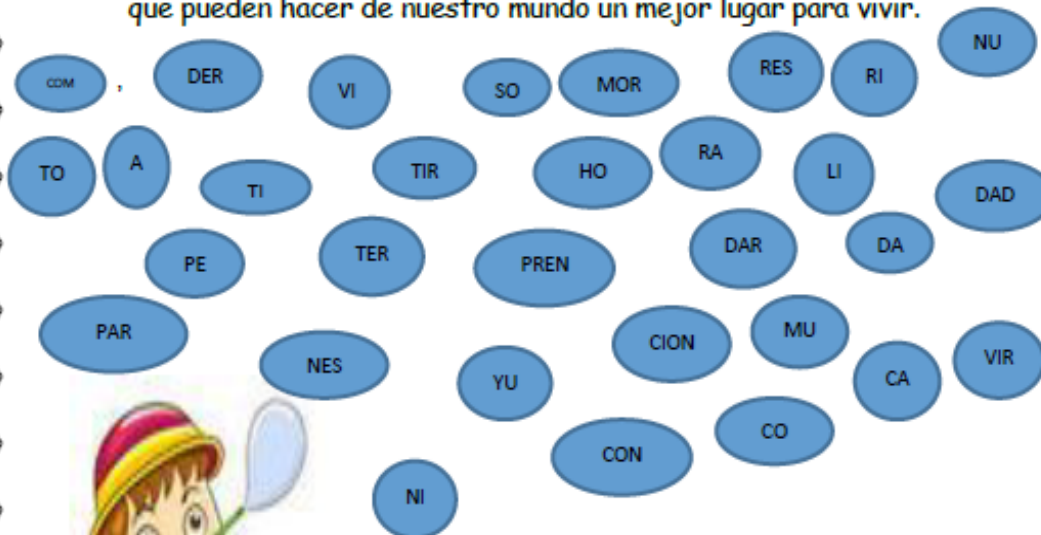 que pueden hacer de nuestro mundo un mejor lugar para vivir.
COM , DER VI SO MOR RES RI NU
TO A TI TIR HO RA LI DAD
PE TER PREN DAR DA
PAR NES YU CION MU CA VIR
NI CON CO